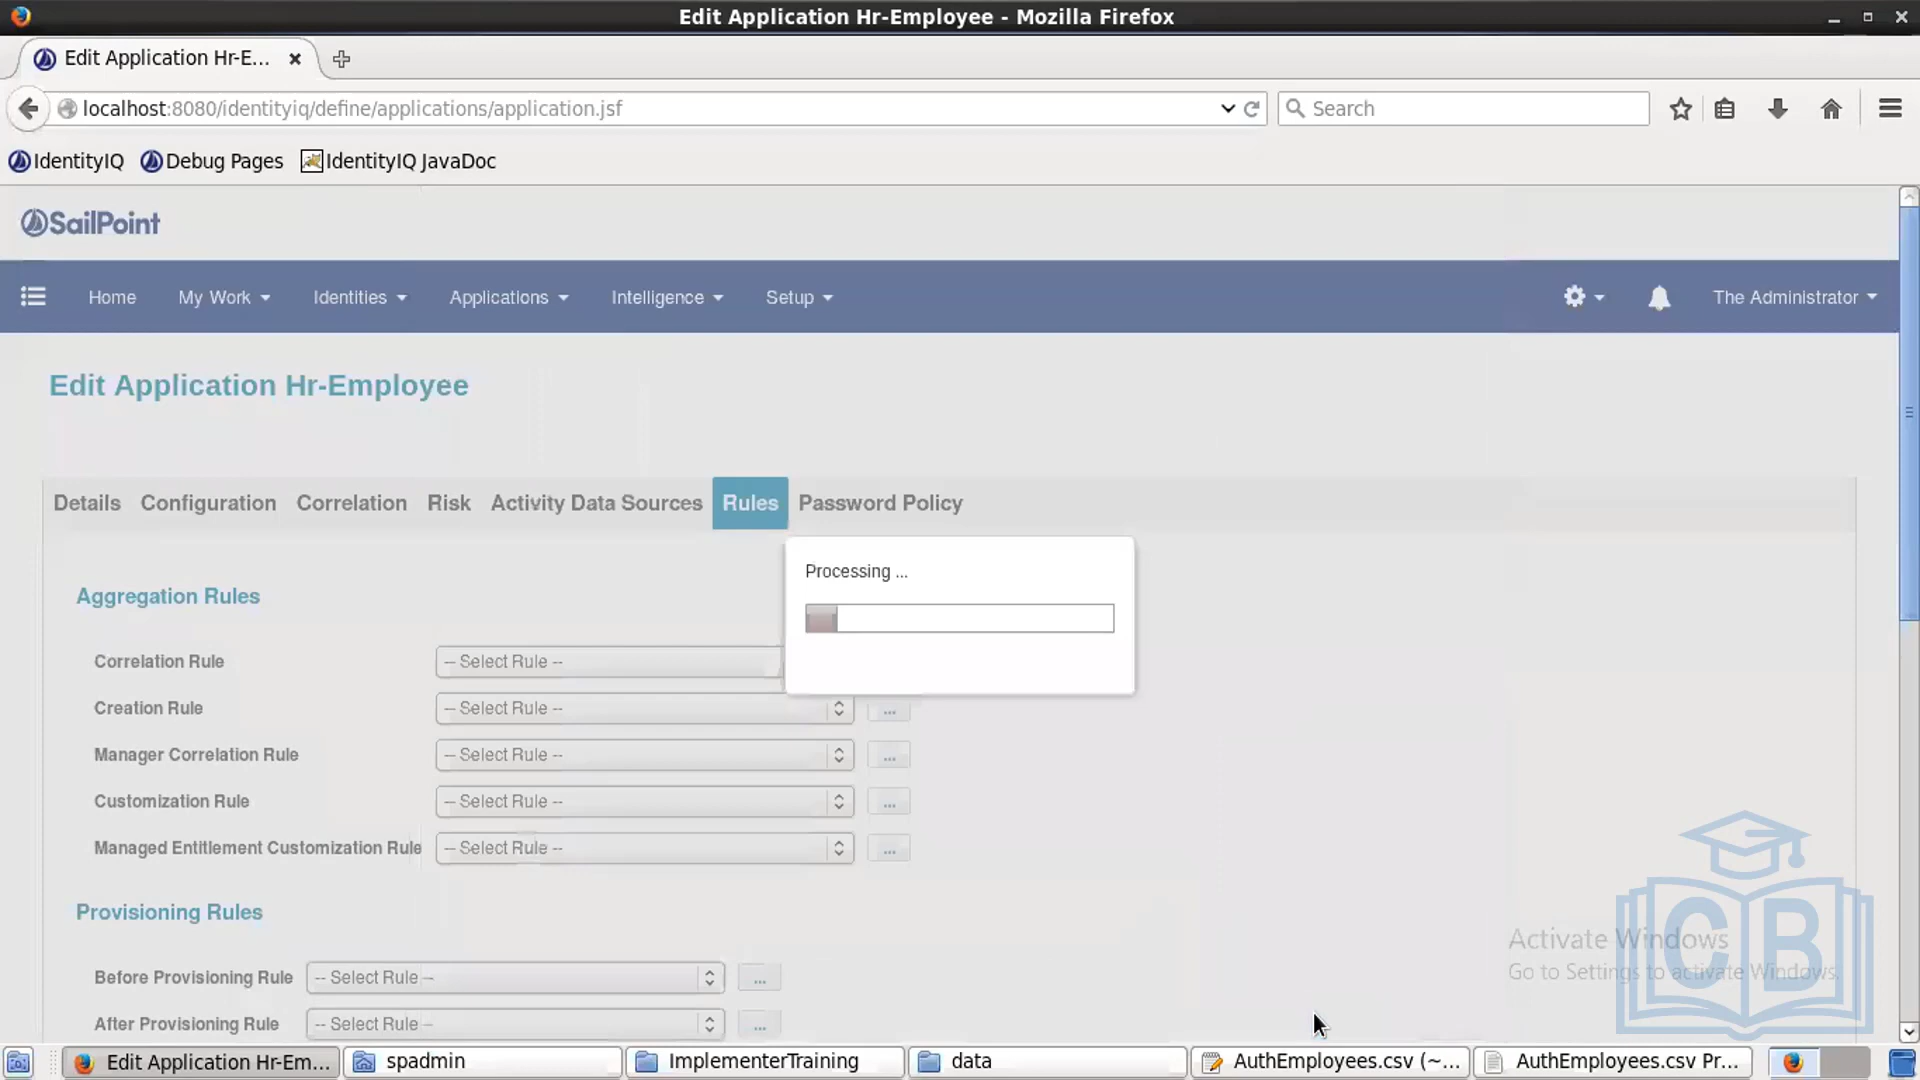 Edit Application Hr-Employee - Mozilla Firefox
Edit Application Hr-E...
localhost:8080/identityiq/define/applications/application.jsf
Search
IdentityIQ
Debug Pages
IdentityIQ JavaDoc
SailPoint
Home
My Work
Identities
Applications
Intelligence
Setup
The Administrator
Edit Application Hr-Employee
Details
Configuration
Correlation
Risk
Activity Data Sources
Rules
Password Policy
Processing ...
Aggregation Rules
Correlation Rule
-- Select Rule --
Creation Rule
-- Select Rule --
...
Manager Correlation Rule
-- Select Rule --
...
Customization Rule
-- Select Rule --
...
Managed Entitlement Customization Rule
-- Select Rule --
...
Provisioning Rules
Before Provisioning Rule
-- Select Rule --
...
After Provisioning Rule
-- Select Rule --
...
CB
Activate Windows
Go to Settings to activate Windows.
Edit Application Hr-Em...
spadmin
ImplementerTraining
data
AuthEmployees.csv (~...
AuthEmployees.csv Pr...